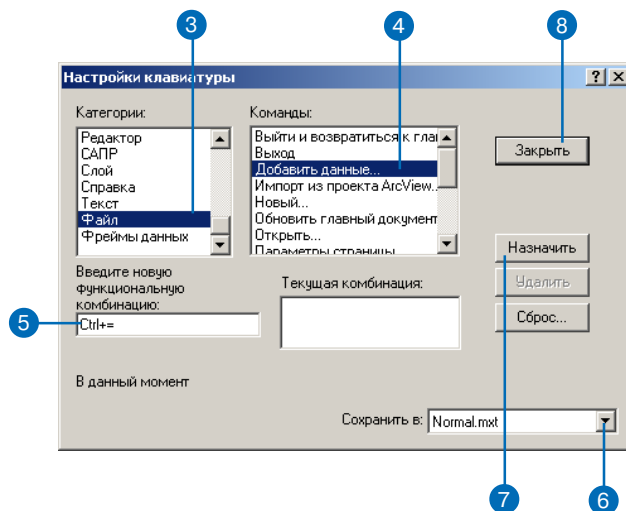 3
4
8
Настройки клавиатуры
Категории:
Редактор
САПР
Слой
Справка
Текст
Файл
Фреймы данных
Команды:
Выйти и возвратиться к гла
Выход
Добавить данные...
Импорт из проекта ArcView..
Новый...
Обновить главный документ
Открыть...
Параметры страницы
Закрыть
Введите новую
функциональную
комбинацию:
5
Ctrl+=
Текущая комбинация:
Назначить
Удалить
Сброс...
В данный момент
Сохранить в:
Normal.mxt
7
6